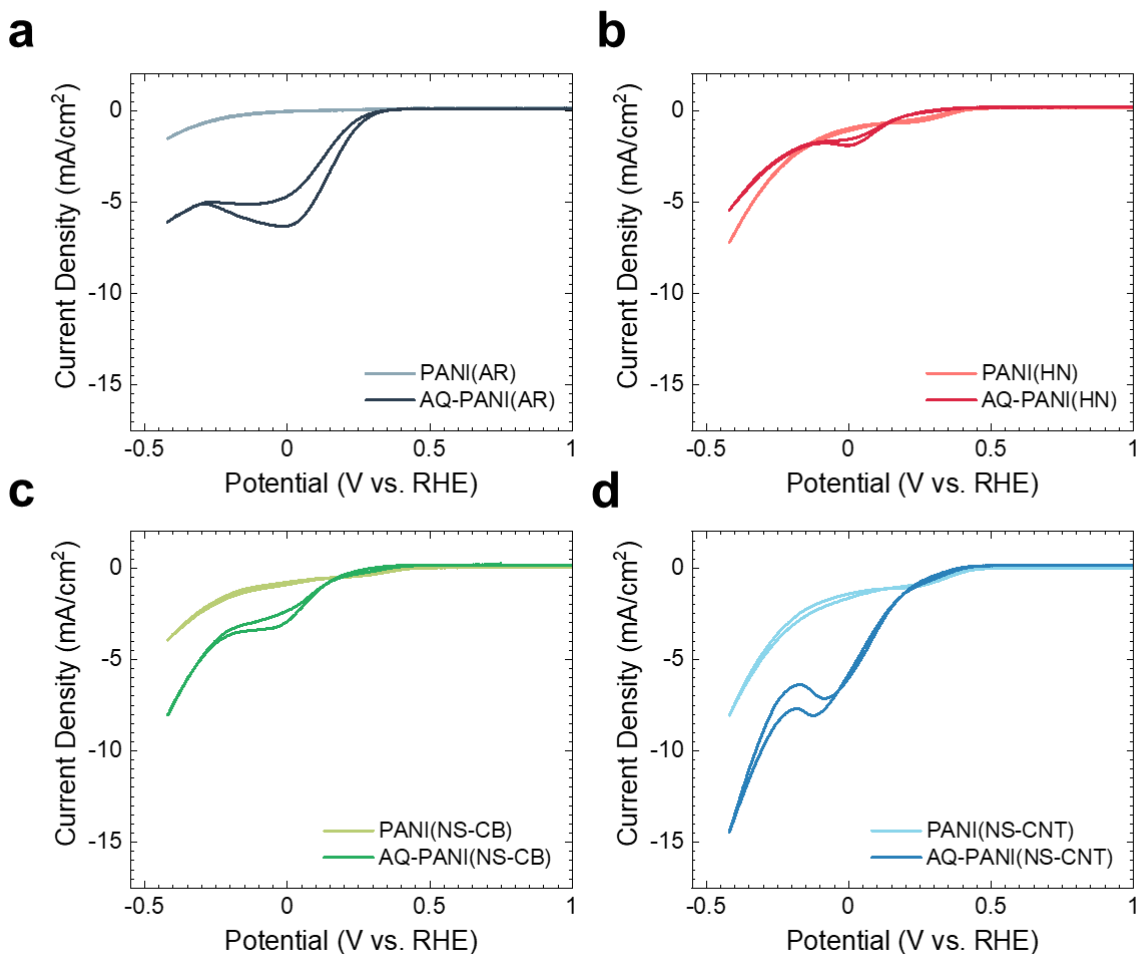 a
Current Density (mA/cm²)
0
-5
-10
-15
-0.5 0 0.5 1
Potential (V vs. RHE)
PANI(AR)
AQ-PANI(AR)
b
Current Density (mA/cm²)
0
-5
-10
-15
-0.5 0 0.5 1
Potential (V vs. RHE)
PANI(HN)
AQ-PANI(HN)
c
Current Density (mA/cm²)
0
-5
-10
-15
-0.5 0 0.5 1
Potential (V vs. RHE)
PANI(NS-CB)
AQ-PANI(NS-CB)
d
Current Density (mA/cm²)
0
-5
-10
-15
-0.5 0 0.5 1
Potential (V vs. RHE)
PANI(NS-CNT)
AQ-PANI(NS-CNT)